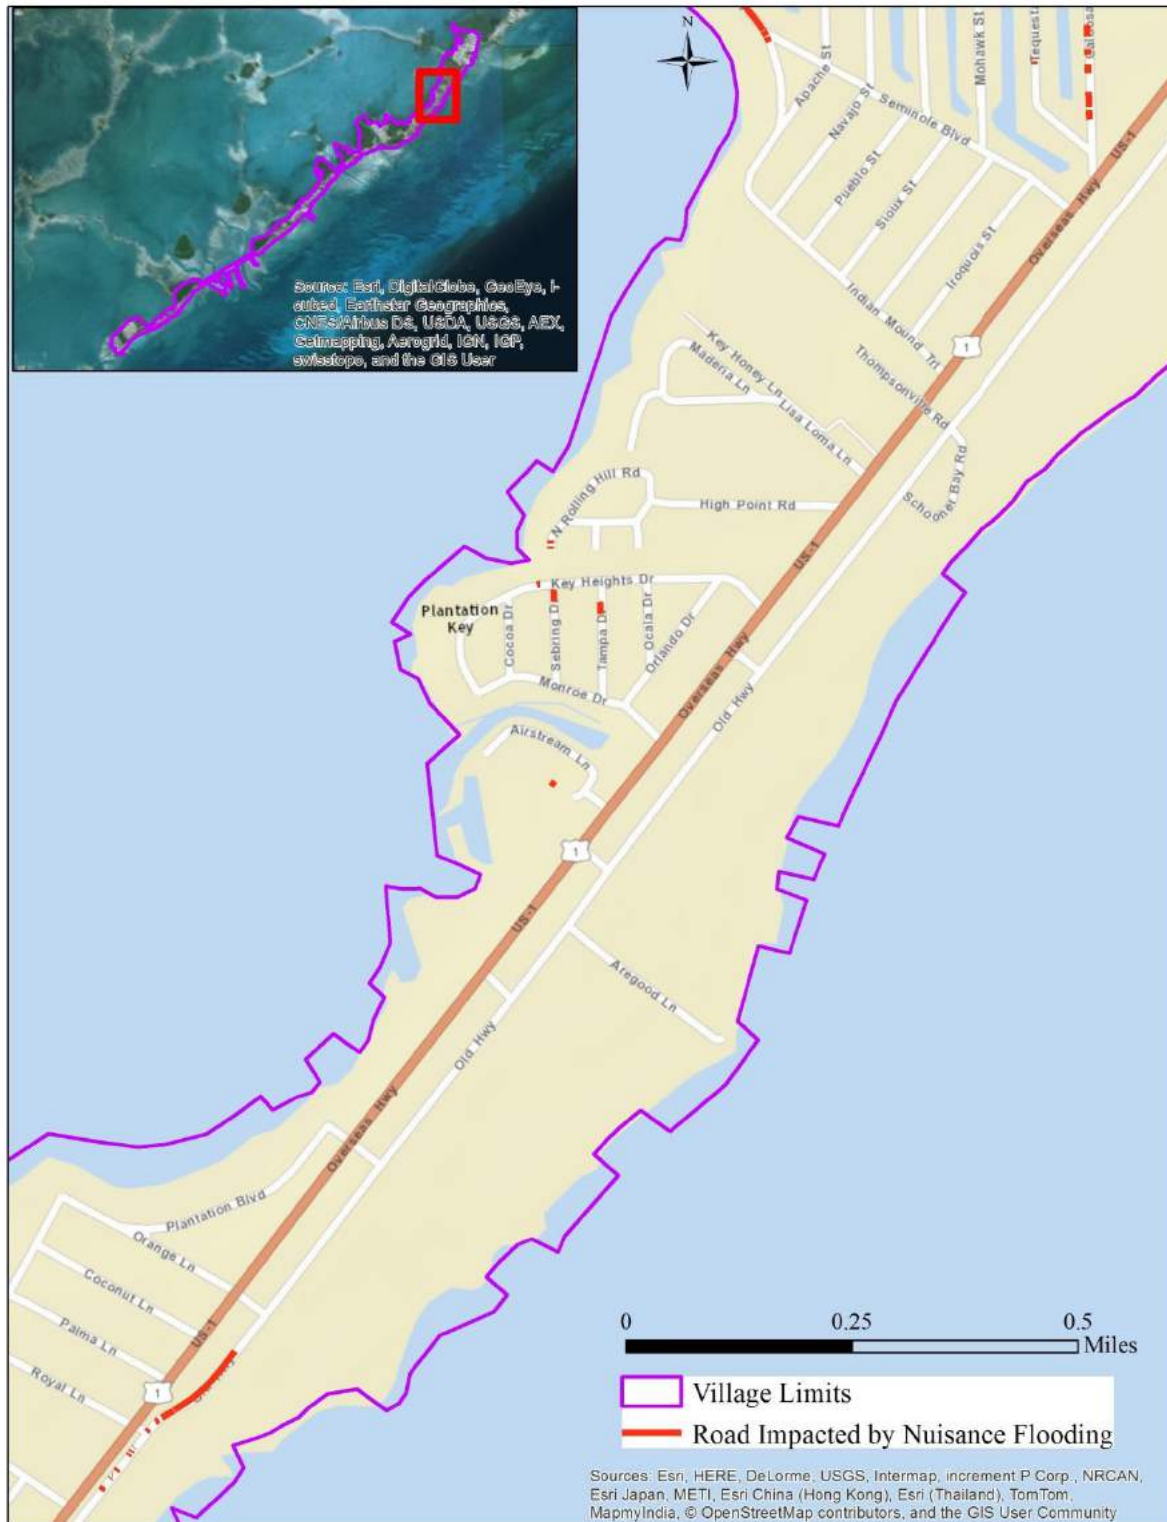 N
Source: Esri, DigitalGlobe, GeoEye, i-
cubed, Earthstar Geographics,
CNES/Airbus DS, USDA, USGS, AEX,
Getmapping, Aerogrid, IGN, IGP,
swisstopo, and the GIS User
Apache St
Navajo St
Pueblo St
Sioux St
Seminole Blvd
Mohawk St
Tequest
US-1
Overseas Hwy
Iroquois St
Indian Mound Trl
1
Thompsonville Rd
Key Honey Ln
Maderia Ln
Lisa Loma Ln
Schooner Bay Rd
N Rolling Hill Rd
High Point Rd
US-1
Key Heights Dr
Plantation
Key
Cocoa Dr
Sebring D
Tampa D
Ocala Dr
Orlando Dr
Monroe Dr
Overseas Hwy
Old Hwy
Airstream Ln
1
US-1
Aregood Ln
Old Hwy
Overseas Hwy
Plantation Blvd
Orange Ln
Coconut Ln
Palma Ln
Royal Ln
US-1
1
0 0.25 0.5
Miles
Village Limits
Road Impacted by Nuisance Flooding
Sources: Esri, HERE, DeLorme, USGS, Intermap, increment P Corp., NRCAN,
Esri Japan, METI, Esri China (Hong Kong), Esri (Thailand), TomTom,
MapmyIndia, © OpenStreetMap contributors, and the GIS User Community